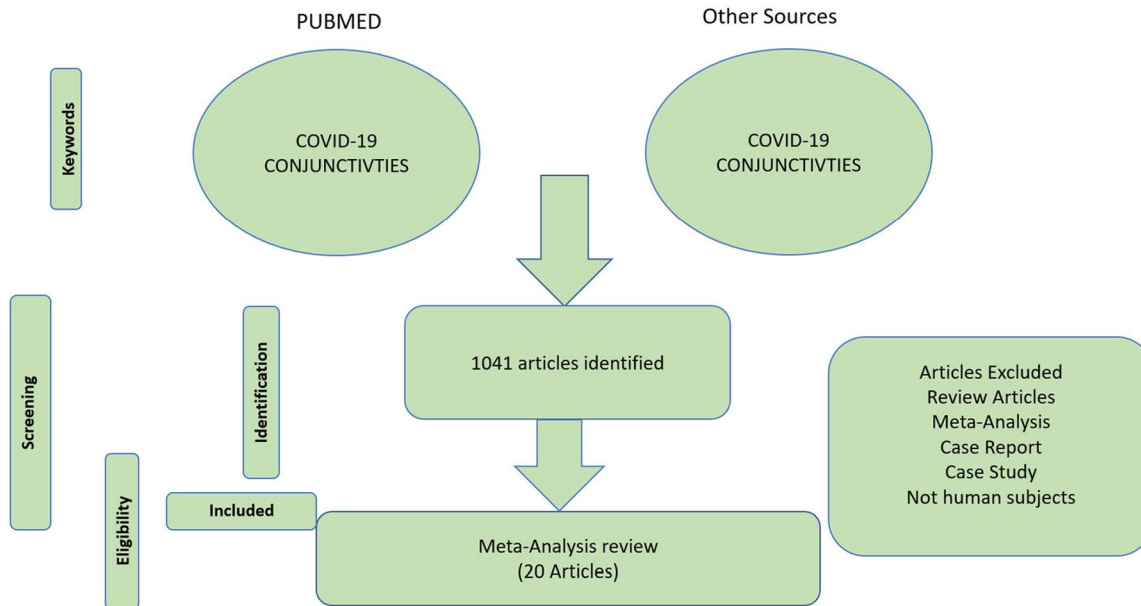 PUBMED
Other Sources
Keywords
COVID-19
CONJUNCTIVTIES
COVID-19
CONJUNCTIVTIES
Screening
Identification
1041 articles identified
Articles Excluded
Review Articles
Meta-Analysis
Case Report
Case Study
Not human subjects
Eligibility
Included
Meta-Analysis review
(20 Articles)